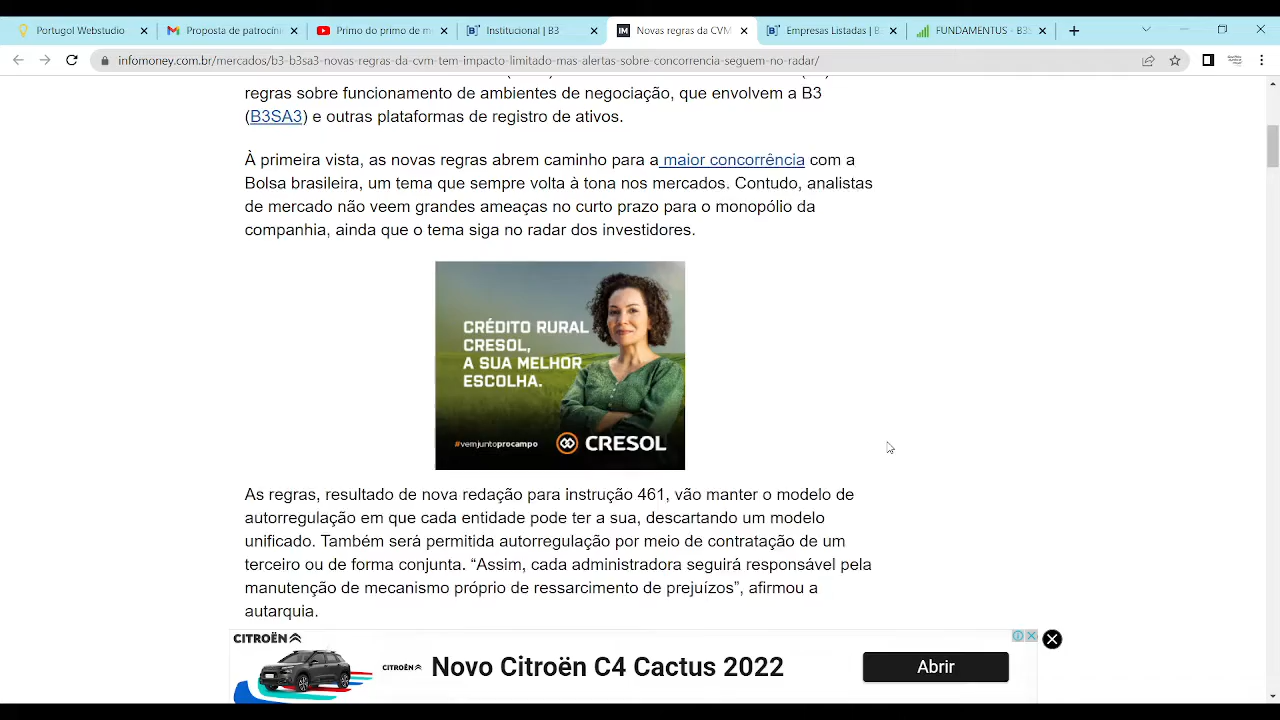 Portugol Webstudio
Proposta de patrocíni
Primo do primo de m
Institucional | B3
Novas regras da CVM
Empresas Listadas | B
FUNDAMENTUS - B3S
infomoney.com.br/mercados/b3-b3sa3-novas-regras-da-cvm-tem-impacto-limitado-mas-alertas-sobre-concorrencia-seguem-no-radar/
regras sobre funcionamento de ambientes de negociação, que envolvem a B3
(B3SA3) e outras plataformas de registro de ativos.
À primeira vista, as novas regras abrem caminho para a maior concorrência com a
Bolsa brasileira, um tema que sempre volta à tona nos mercados. Contudo, analistas
de mercado não veem grandes ameaças no curto prazo para o monopólio da
companhia, ainda que o tema siga no radar dos investidores.
CRÉDITO RURAL
CRESOL,
A SUA MELHOR
ESCOLHA.
#vemjuntoprocampo
CRESOL
As regras, resultado de nova redação para instrução 461, vão manter o modelo de
autorregulação em que cada entidade pode ter a sua, descartando um modelo
unificado. Também será permitida autorregulação por meio de contratação de um
terceiro ou de forma conjunta. “Assim, cada administradora seguirá responsável pela
manutenção de mecanismo próprio de ressarcimento de prejuízos”, afirmou a
autarquia.
CITROËN
CITROËN
Novo Citroën C4 Cactus 2022
Abrir